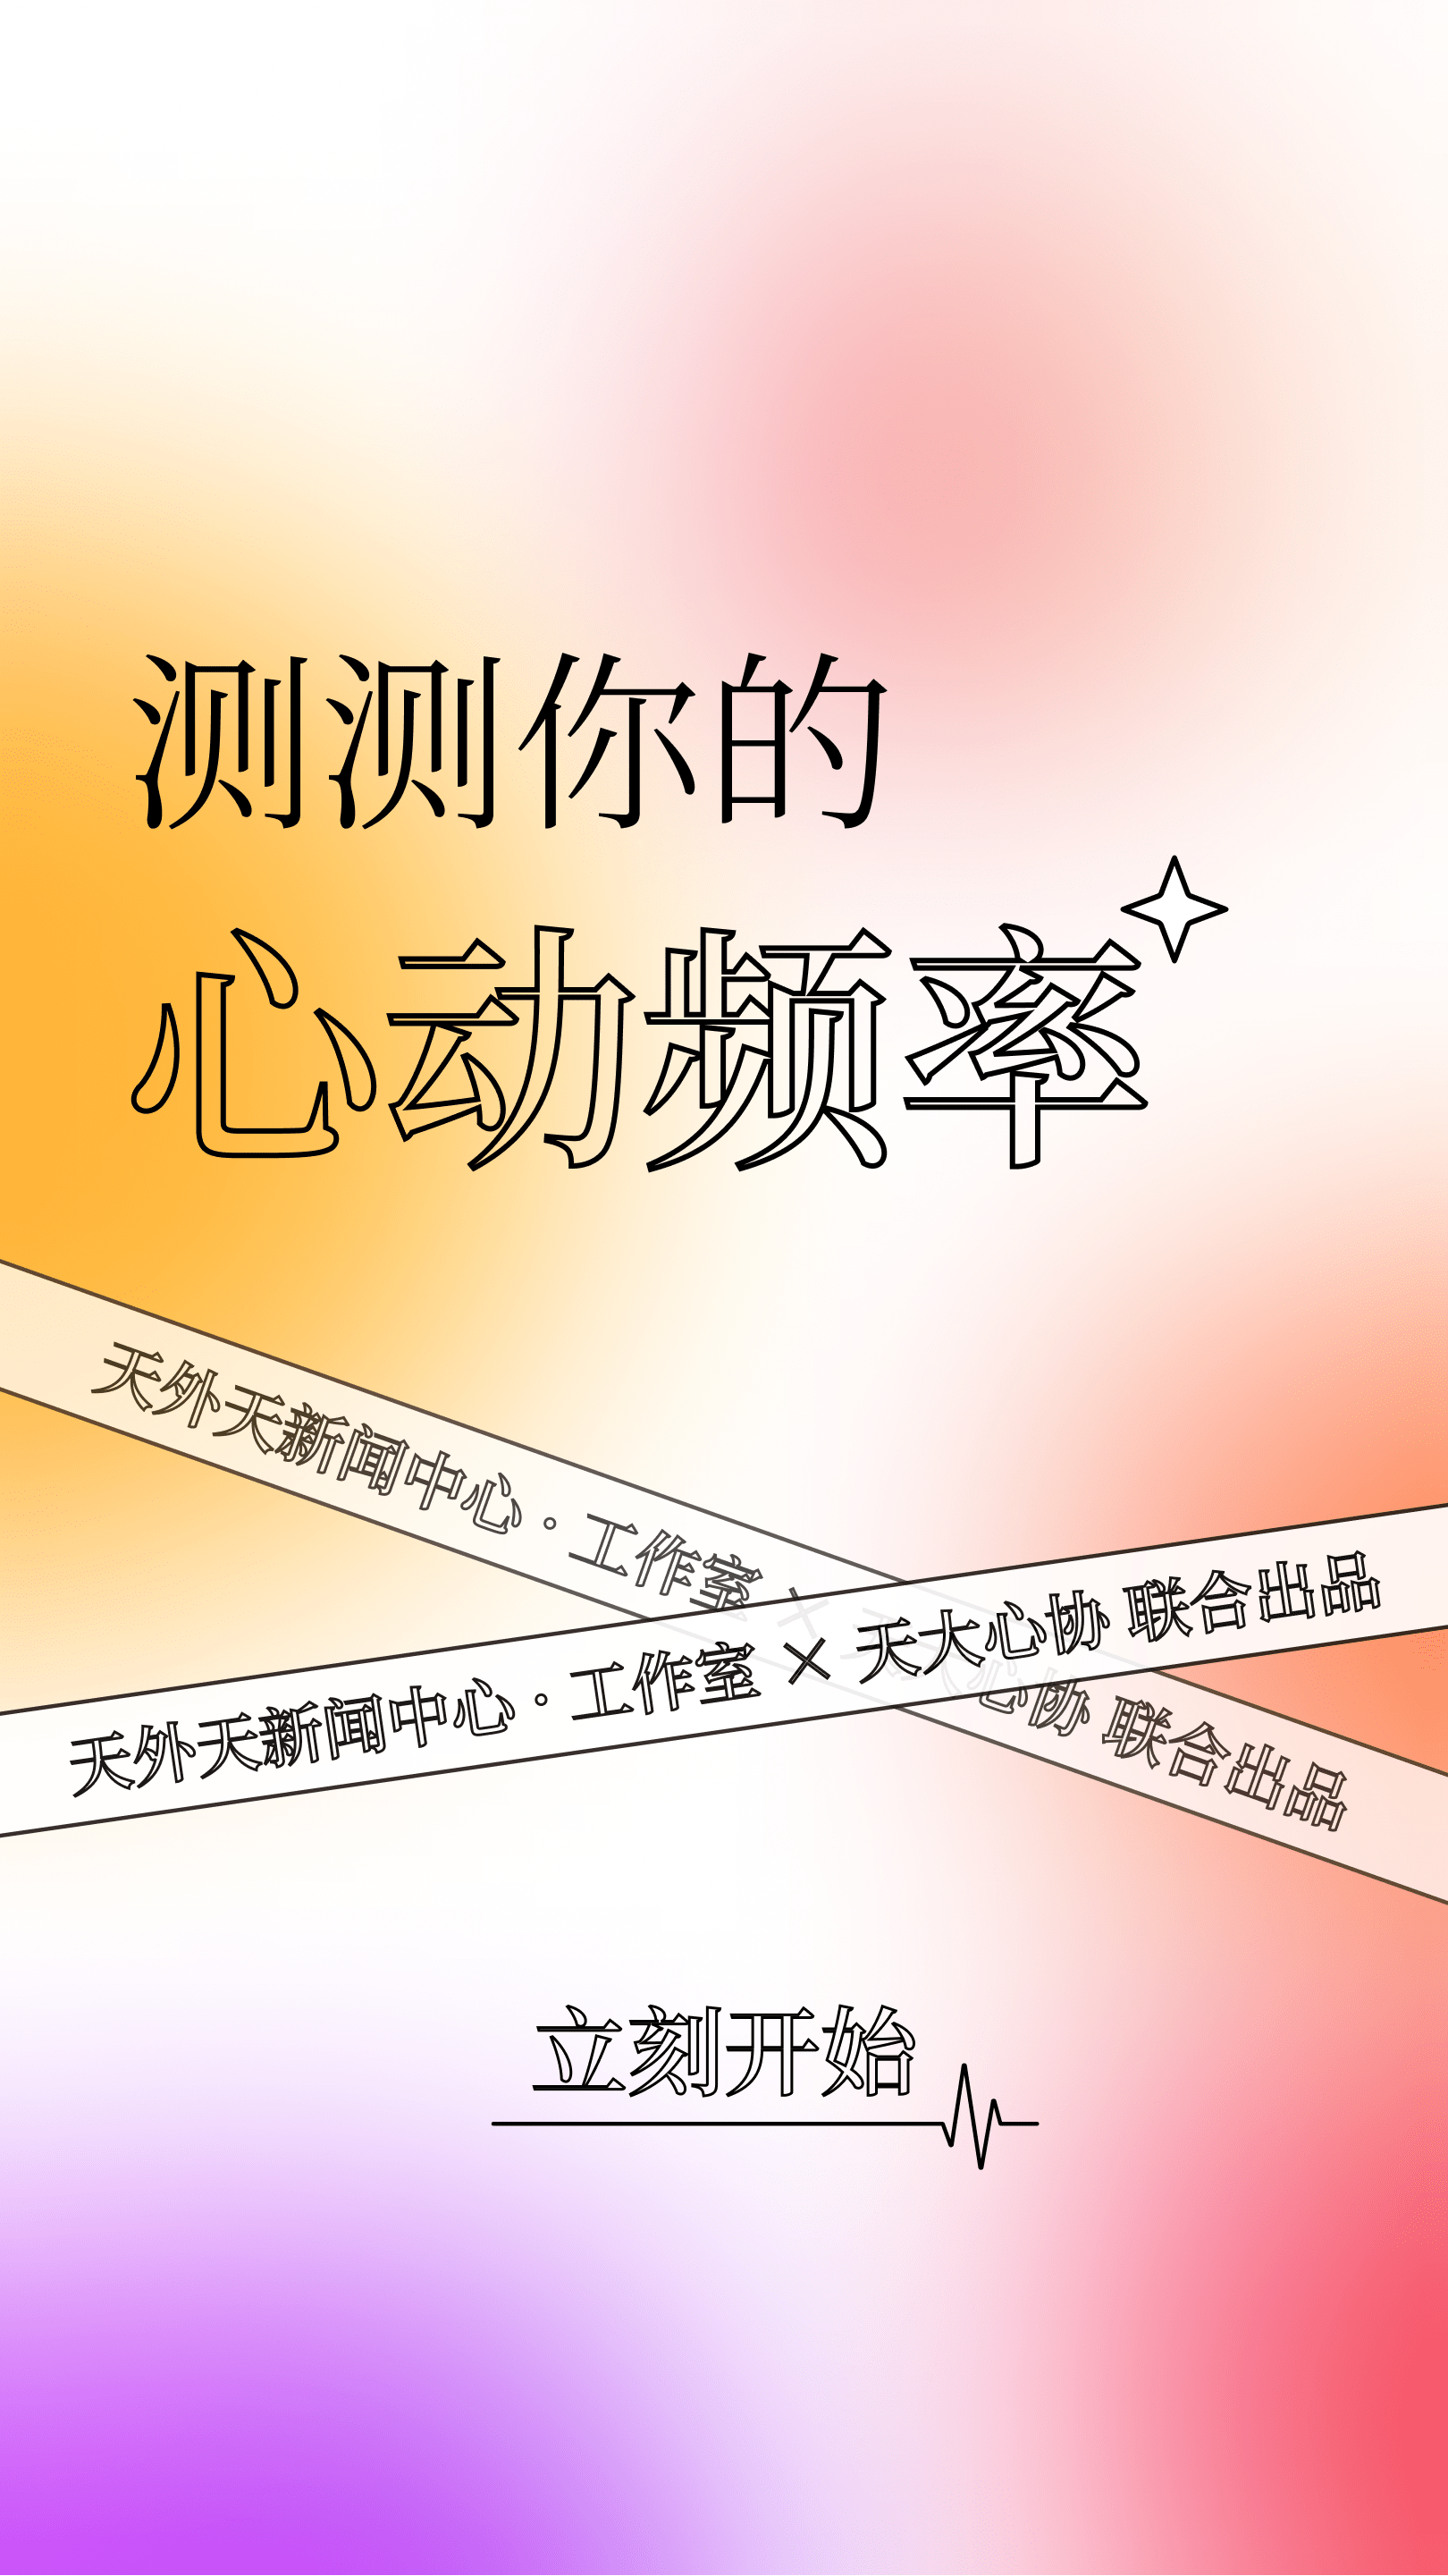 测测你的
心动频率
天外天新闻中心·工作室 × 天大心协 联合出品
天外天新闻中心·工作室 × 天大心协 联合出品
立刻开始